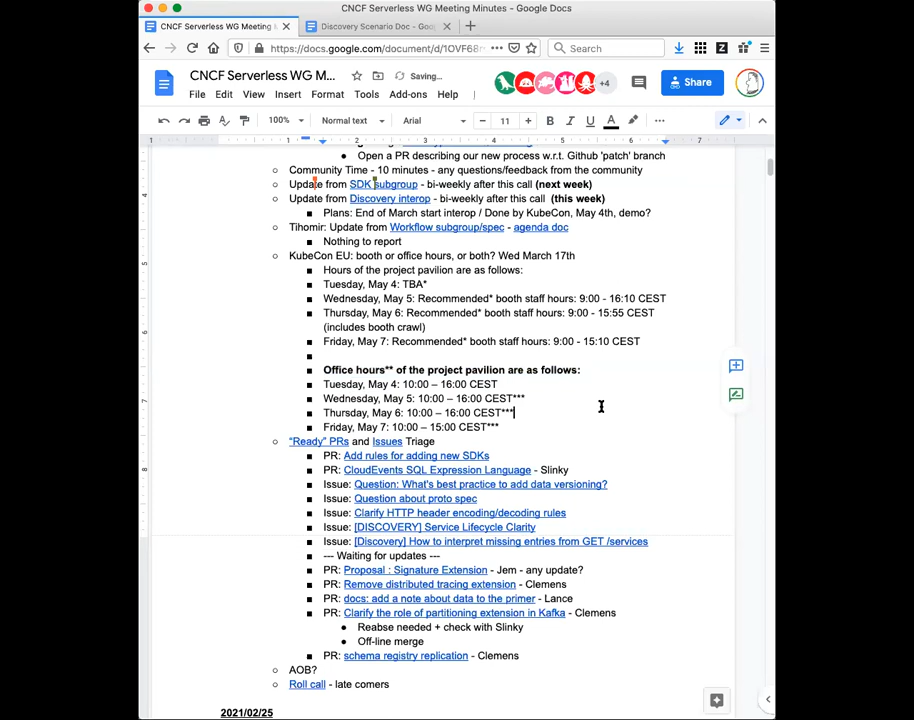 CNCF Serverless WG Meeting Minutes - Google Docs
CNCF Serverless WG Meeting
Discovery Scenario Doc - Goo
https://docs.google.com/document/d/1OVF68r
Search
CNCF Serverless WG M...
Saving...
+4
Share
File Edit View Insert Format Tools Add-ons Help
100% Normal text Arial 11 B I U A
1 1 2 3 4 5 6 7
Open a PR describing our new process w.r.t. Github 'patch' branch
Community Time - 10 minutes - any questions/feedback from the community
Update from SDK subgroup - bi-weekly after this call (next week)
Update from Discovery interop - bi-weekly after this call (this week)
Plans: End of March start interop / Done by KubeCon, May 4th, demo?
Tihomir: Update from Workflow subgroup/spec - agenda doc
Nothing to report
KubeCon EU: booth or office hours, or both? Wed March 17th
Hours of the project pavilion are as follows:
Tuesday, May 4: TBA*
Wednesday, May 5: Recommended* booth staff hours: 9:00 - 16:10 CEST
Thursday, May 6: Recommended* booth staff hours: 9:00 - 15:55 CEST
(includes booth crawl)
Friday, May 7: Recommended* booth staff hours: 9:00 - 15:10 CEST
Office hours** of the project pavilion are as follows:
Tuesday, May 4: 10:00 – 16:00 CEST
Wednesday, May 5: 10:00 – 16:00 CEST***
Thursday, May 6: 10:00 – 16:00 CEST***
Friday, May 7: 10:00 – 15:00 CEST***
“Ready” PRs and Issues Triage
PR: Add rules for adding new SDKs
PR: CloudEvents SQL Expression Language - Slinky
Issue: Question: What's best practice to add data versioning?
Issue: Question about proto spec
Issue: Clarify HTTP header encoding/decoding rules
Issue: [DISCOVERY] Service Lifecycle Clarity
Issue: [Discovery] How to interpret missing entries from GET /services
--- Waiting for updates ---
PR: Proposal : Signature Extension - Jem - any update?
PR: Remove distributed tracing extension - Clemens
PR: docs: add a note about data to the primer - Lance
PR: Clarify the role of partitioning extension in Kafka - Clemens
Reabse needed + check with Slinky
Off-line merge
PR: schema registry replication - Clemens
AOB?
Roll call - late comers
2021/02/25